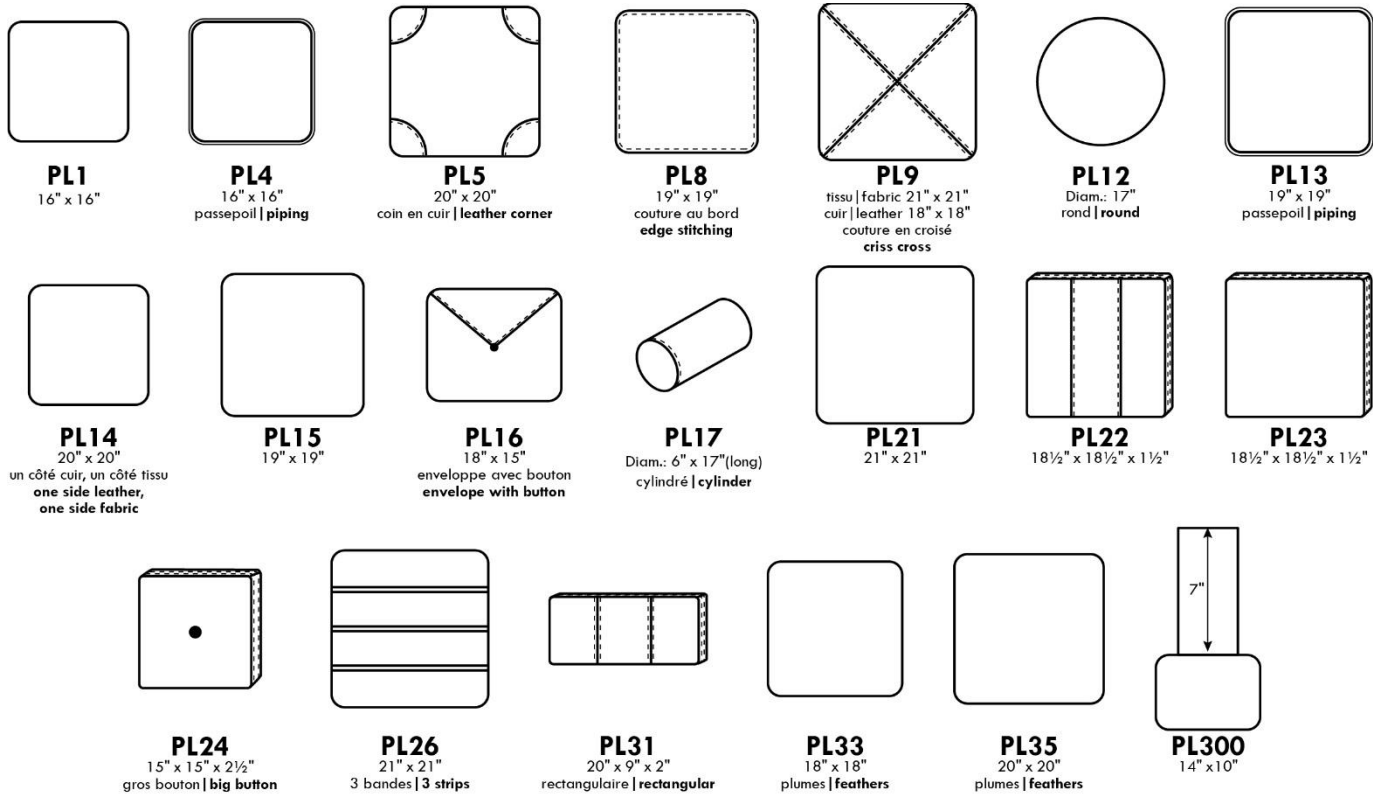 PL1
16" x 16"
PL4
16" x 16"
passepoil | piping
PL5
20" x 20"
coin en cuir | leather corner
PL8
19" x 19"
couture au bord
edge stitching
PL9
tissu | fabric 21" x 21"
cuir | leather 18" x 18"
couture en croisé
criss cross
PL12
Diam.: 17"
rond | round
PL13
19" x 19"
passepoil | piping
PL14
20" x 20"
un côté cuir, un côté tissu
one side leather,
one side fabric
PL15
19" x 19"
PL16
18" x 15"
enveloppe avec bouton
envelope with button
PL17
Diam.: 6" x 17"(long)
cylindré | cylinder
PL21
21" x 21"
PL22
18½" x 18½" x 1½"
PL23
18½" x 18½" x 1½"
PL24
15" x 15" x 2½"
gros bouton | big button
PL26
21" x 21"
3 bandes | 3 strips
PL31
20" x 9" x 2"
rectangulaire | rectangular
PL33
18" x 18"
plumes | feathers
PL35
20" x 20"
plumes | feathers
7"
PL300
14" x10"